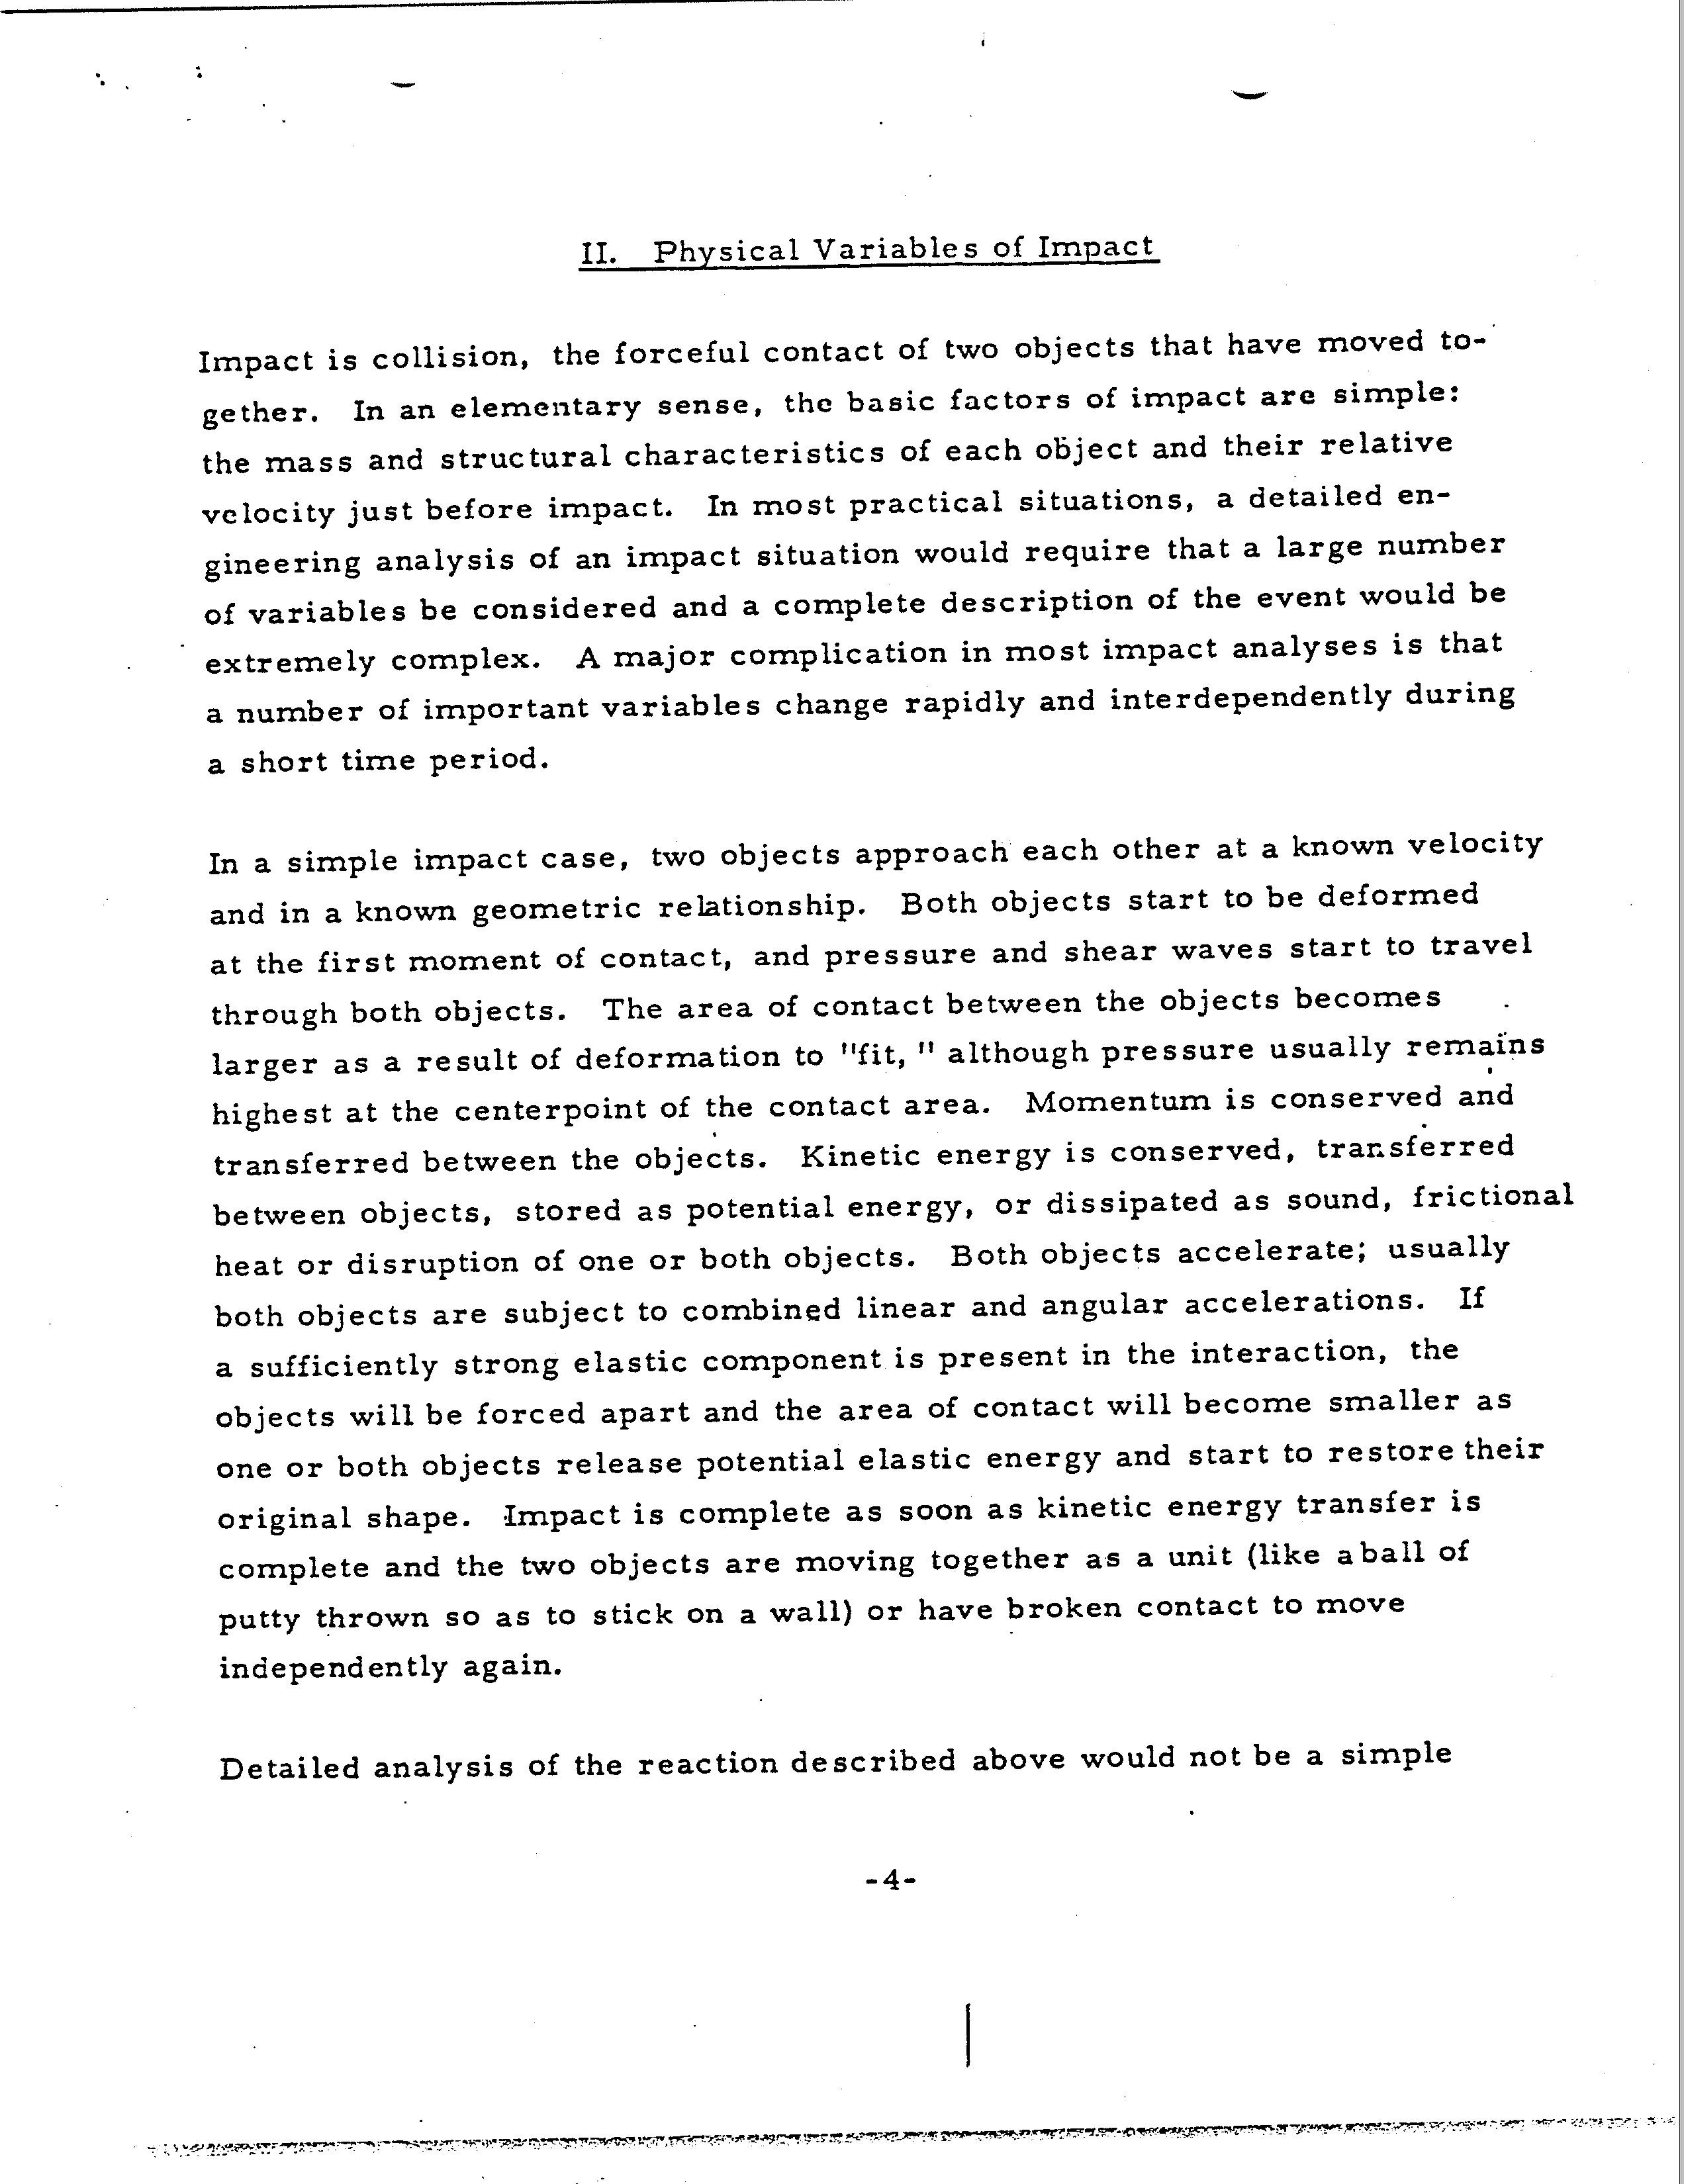 II. Physical Variables of Impact
Impact is collision, the forceful contact of two objects that have moved to-
gether. In an elementary sense, the basic factors of impact are simple:
the mass and structural characteristics of each object and their relative
velocity just before impact. In most practical situations, a detailed en-
gineering analysis of an impact situation would require that a large number
of variables be considered and a complete description of the event would be
extremely complex. A major complication in most impact analyses is that
a number of important variables change rapidly and interdependently during
a short time period.
In a simple impact case, two objects approach each other at a known velocity
and in a known geometric relationship. Both objects start to be deformed
at the first moment of contact, and pressure and shear waves start to travel
through both objects. The area of contact between the objects becomes
larger as a result of deformation to "fit," although pressure usually remains
highest at the centerpoint of the contact area. Momentum is conserved and
transferred between the objects. Kinetic energy is conserved, transferred
between objects, stored as potential energy, or dissipated as sound, frictional
heat or disruption of one or both objects. Both objects accelerate; usually
both objects are subject to combined linear and angular accelerations. If
a sufficiently strong elastic component is present in the interaction, the
objects will be forced apart and the area of contact will become smaller as
one or both objects release potential elastic energy and start to restore their
original shape. Impact is complete as soon as kinetic energy transfer is
complete and the two objects are moving together as a unit (like a ball of
putty thrown so as to stick on a wall) or have broken contact to move
independently again.
Detailed analysis of the reaction described above would not be a simple
-4-